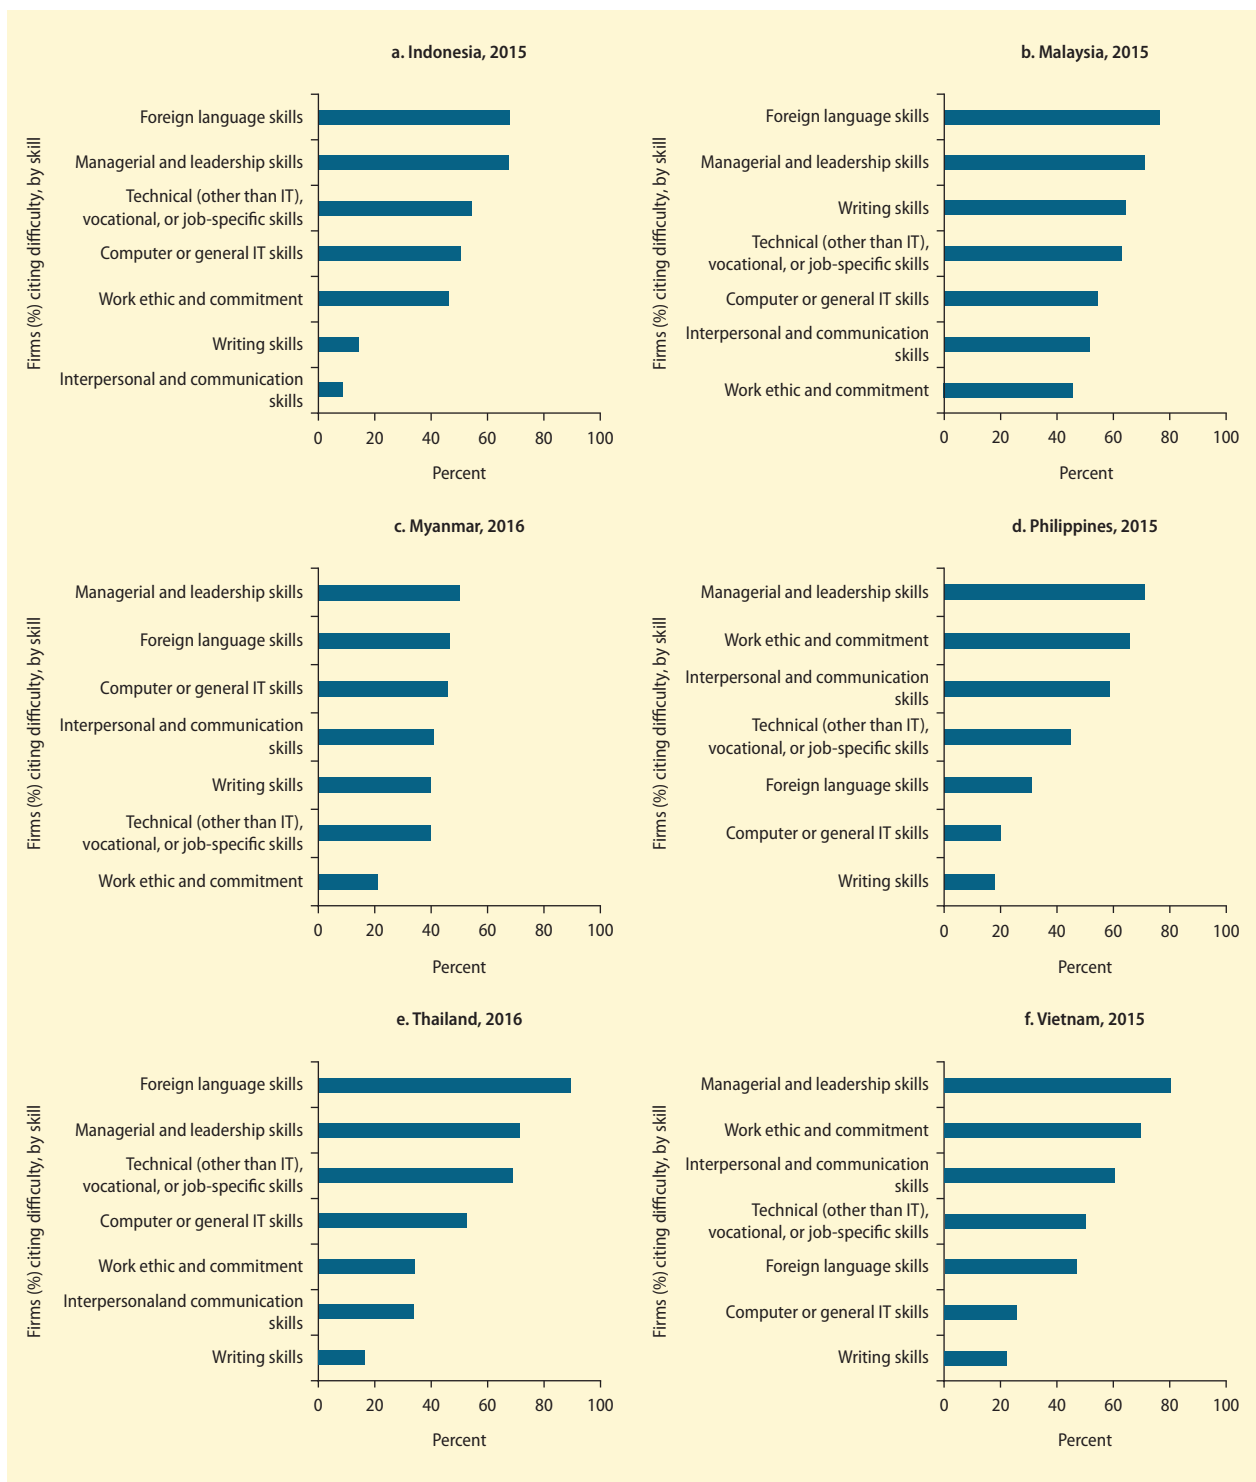 a. Indonesia, 2015
Firms (%) citing difficulty, by skill
Foreign language skills
Managerial and leadership skills
Technical (other than IT),
vocational, or job-specific skills
Computer or general IT skills
Work ethic and commitment
Writing skills
Interpersonal and communication
skills
0 20 40 60 80 100
Percent
b. Malaysia, 2015
Firms (%) citing difficulty, by skill
Foreign language skills
Managerial and leadership skills
Writing skills
Technical (other than IT),
vocational, or job-specific skills
Computer or general IT skills
Interpersonal and communication
skills
Work ethic and commitment
0 20 40 60 80 100
Percent
c. Myanmar, 2016
Firms (%) citing difficulty, by skill
Managerial and leadership skills
Foreign language skills
Computer or general IT skills
Interpersonal and communication
skills
Writing skills
Technical (other than IT),
vocational, or job-specific skills
Work ethic and commitment
0 20 40 60 80 100
Percent
d. Philippines, 2015
Firms (%) citing difficulty, by skill
Managerial and leadership skills
Work ethic and commitment
Interpersonal and communication
skills
Technical (other than IT),
vocational, or job-specific skills
Foreign language skills
Computer or general IT skills
Writing skills
0 20 40 60 80 100
Percent
e. Thailand, 2016
Firms (%) citing difficulty, by skill
Foreign language skills
Managerial and leadership skills
Technical (other than IT),
vocational, or job-specific skills
Computer or general IT skills
Work ethic and commitment
Interpersonaland communication
skills
Writing skills
0 20 40 60 80 100
Percent
f. Vietnam, 2015
Firms (%) citing difficulty, by skill
Managerial and leadership skills
Work ethic and commitment
Interpersonal and communication
skills
Technical (other than IT),
vocational, or job-specific skills
Foreign language skills
Computer or general IT skills
Writing skills
0 20 40 60 80 100
Percent